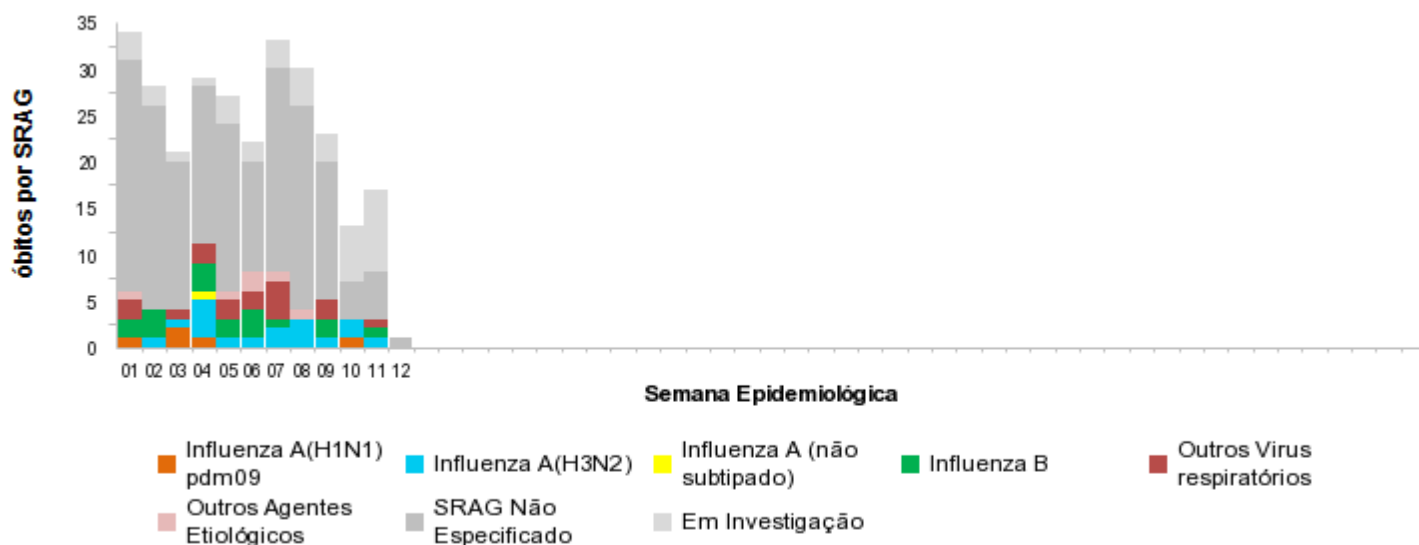 35
30
25
20
15
10
5
0
óbitos por SRAG
01 02 03 04 05 06 07 08 09 10 11 12
Semana Epidemiológica
Influenza A(H1N1)
pdm09
Influenza A(H3N2)
Influenza A (não
subtipado)
Influenza B
Outros Virus
respiratórios
Outros Agentes
Etiológicos
SRAG Não
Especificado
Em Investigação